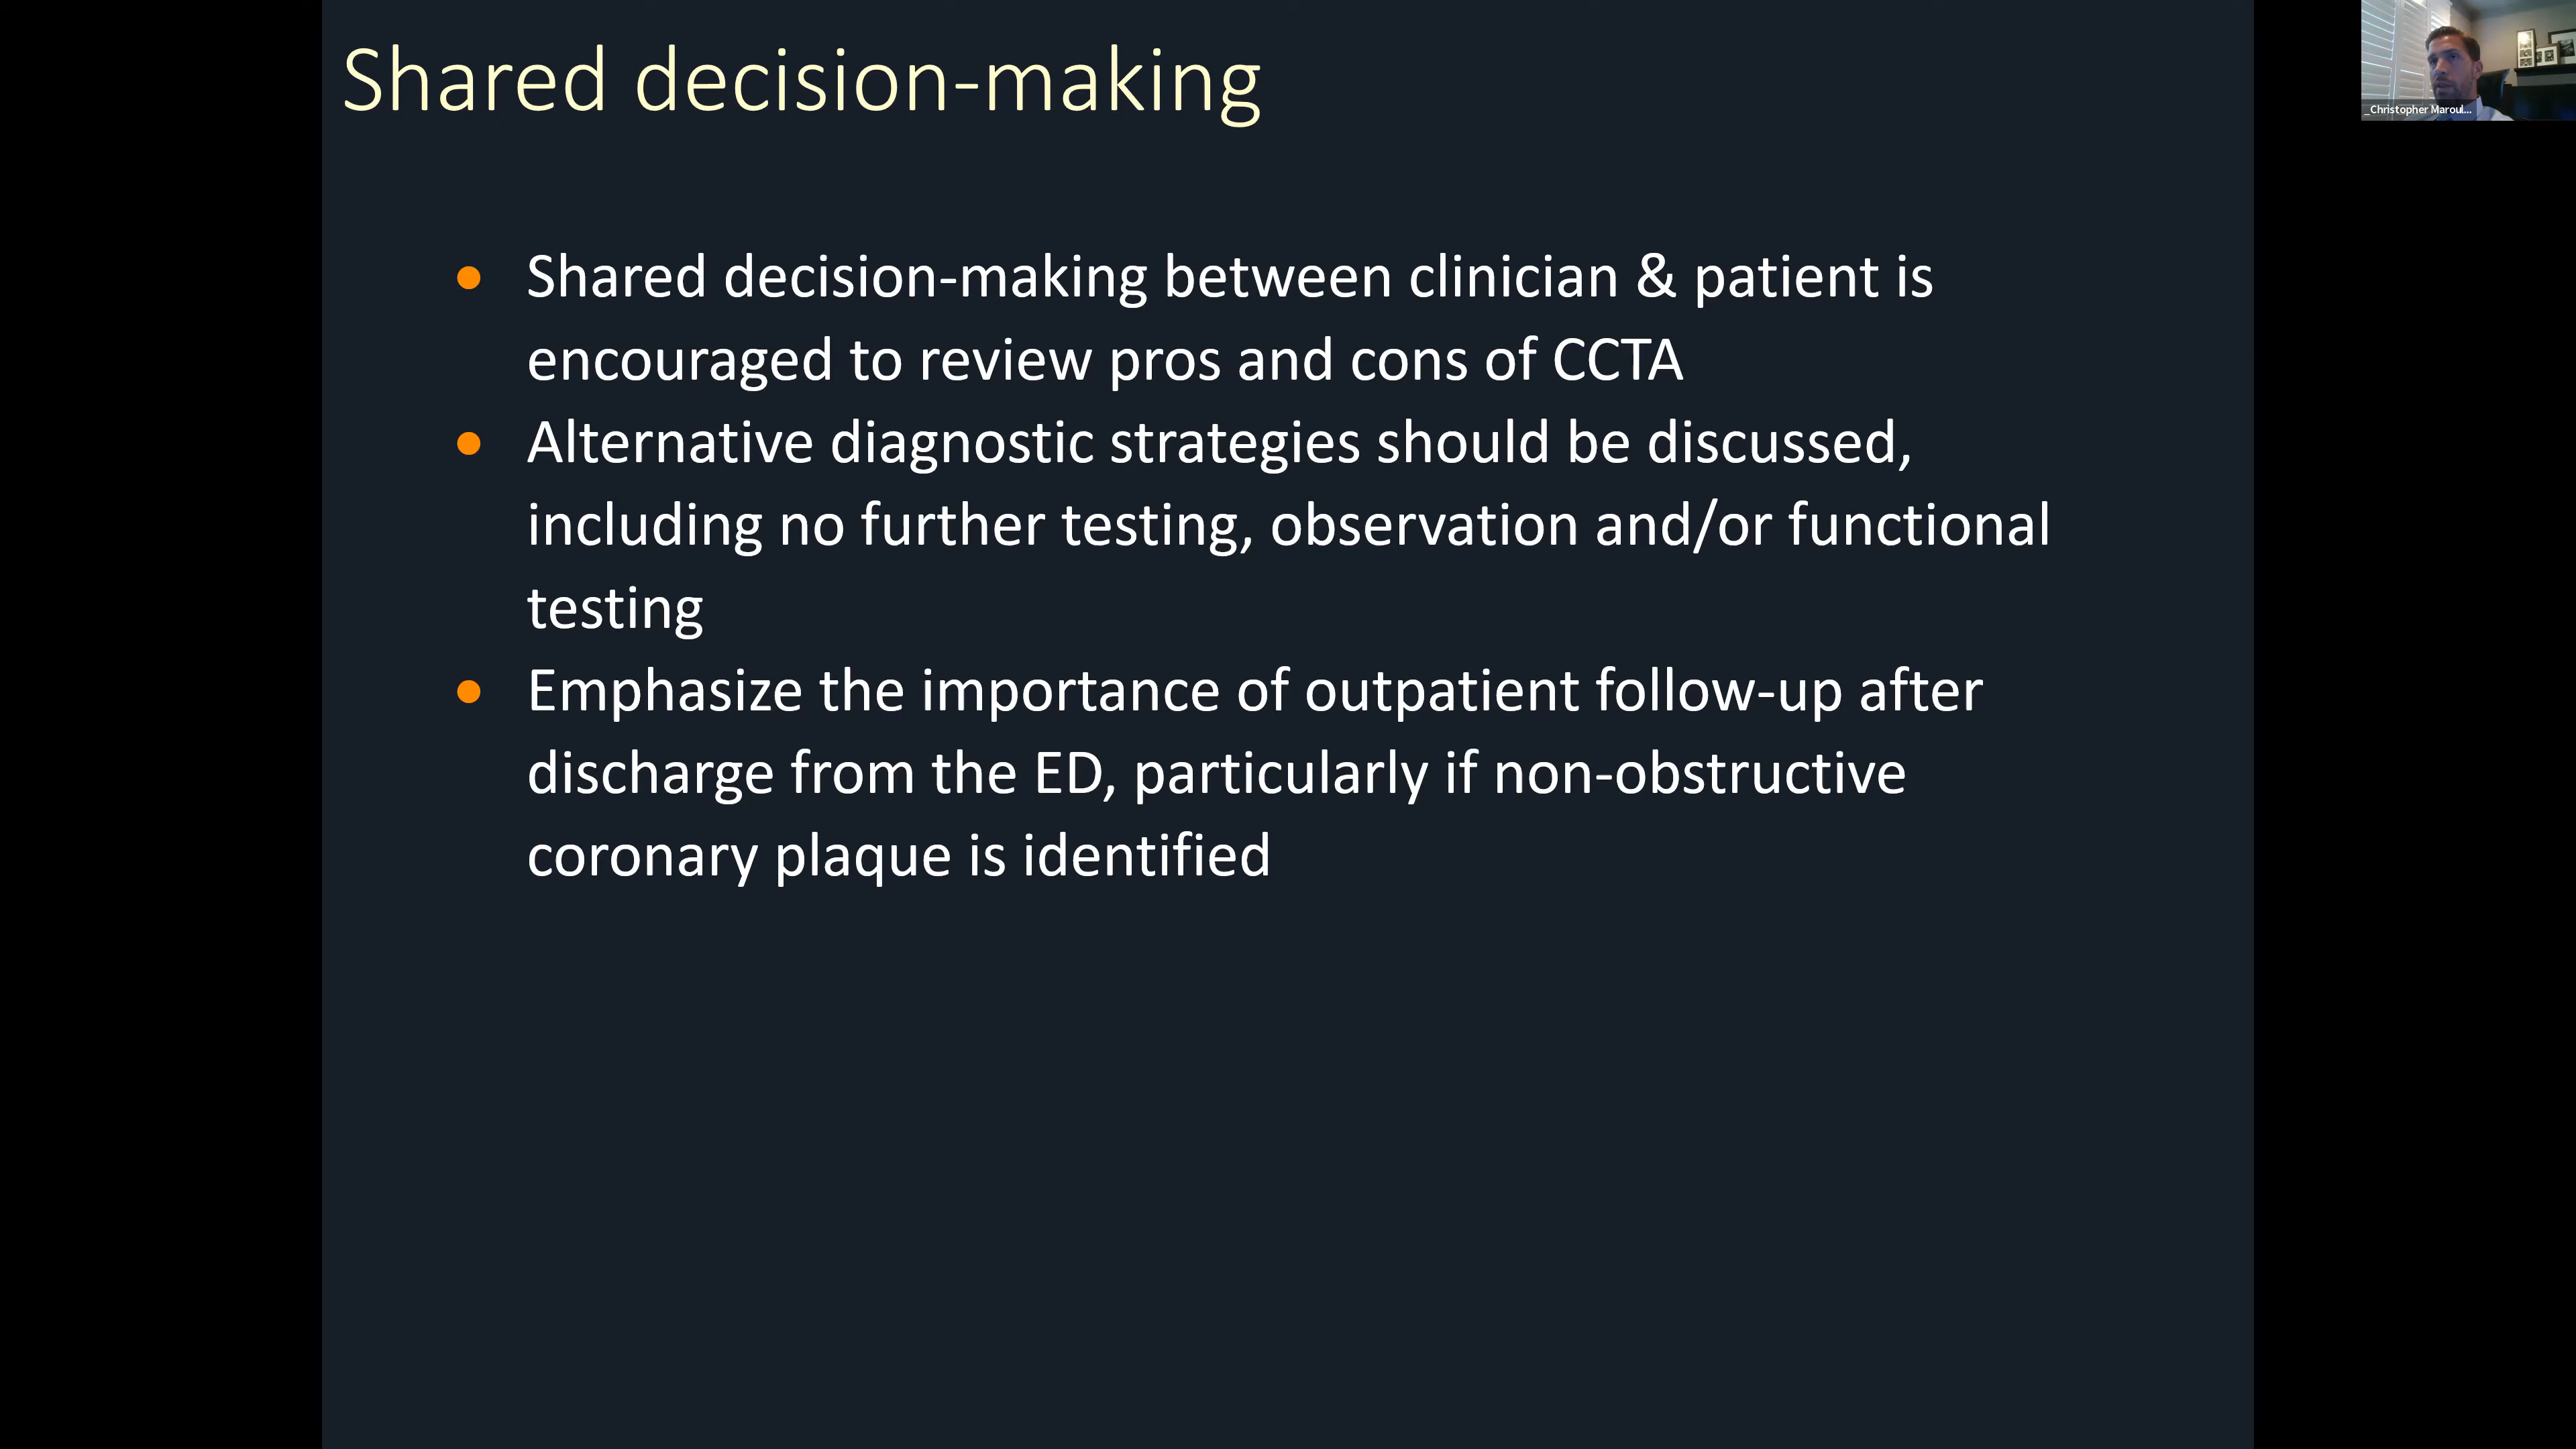 Shared decision-making
_Christopher Maroul...
• Shared decision-making between clinician & patient is
encouraged to review pros and cons of CCTA
• Alternative diagnostic strategies should be discussed,
including no further testing, observation and/or functional
testing
• Emphasize the importance of outpatient follow-up after
discharge from the ED, particularly if non-obstructive
coronary plaque is identified